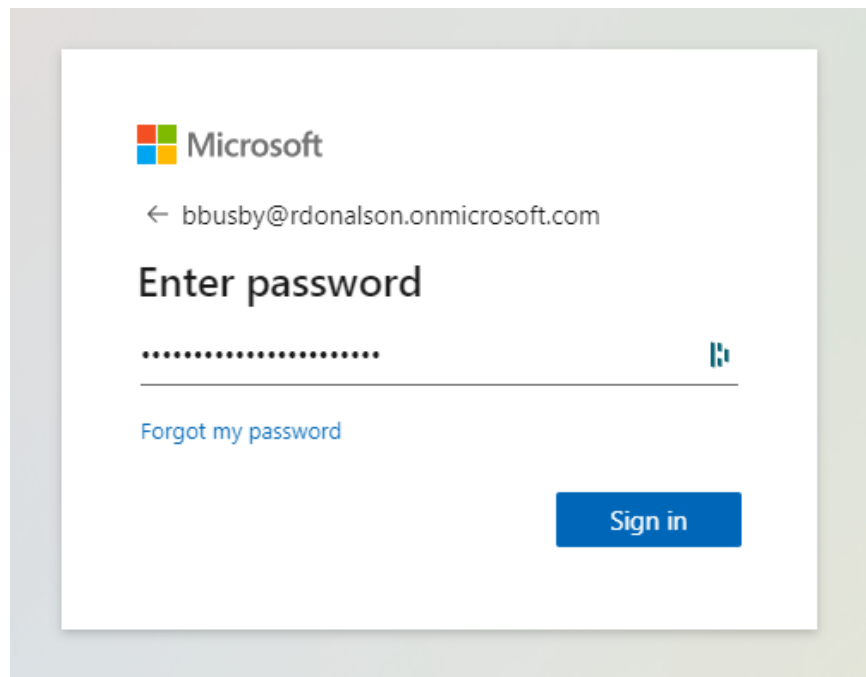 Microsoft
← bbusby@rdonalson.onmicrosoft.com
Enter password
•••••••••••••••••••••••
Forgot my password
Sign in